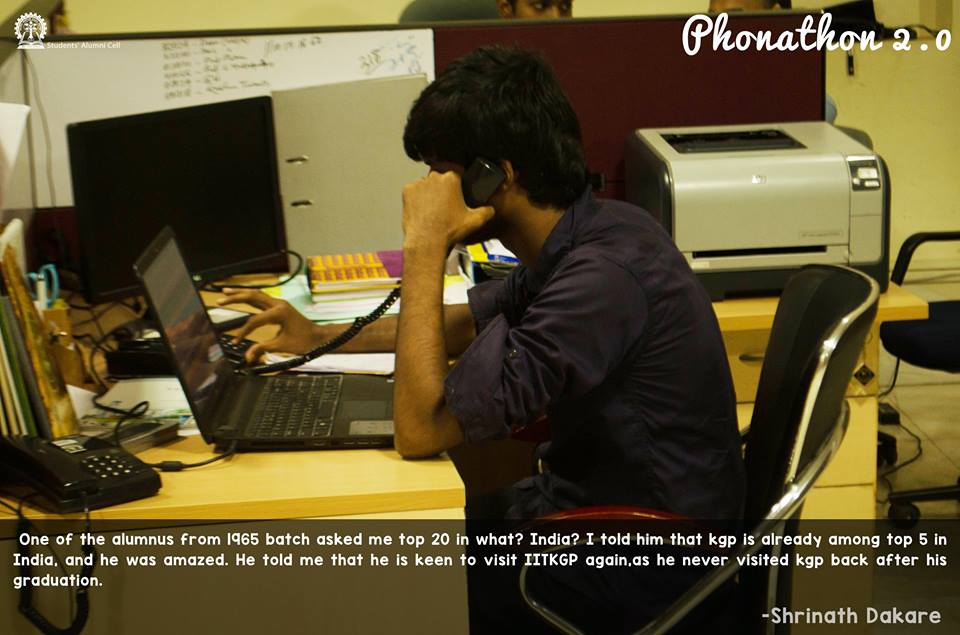 Students' Alumni Cell
Phonathon 2.0
hp
One of the alumnus from 1965 batch asked me top 20 in what? India? I told him that kgp is already among top 5 in
India, and he was amazed. He told me that he is keen to visit IITKGP again,as he never visited kgp back after his
graduation.
-Shrinath Dakare